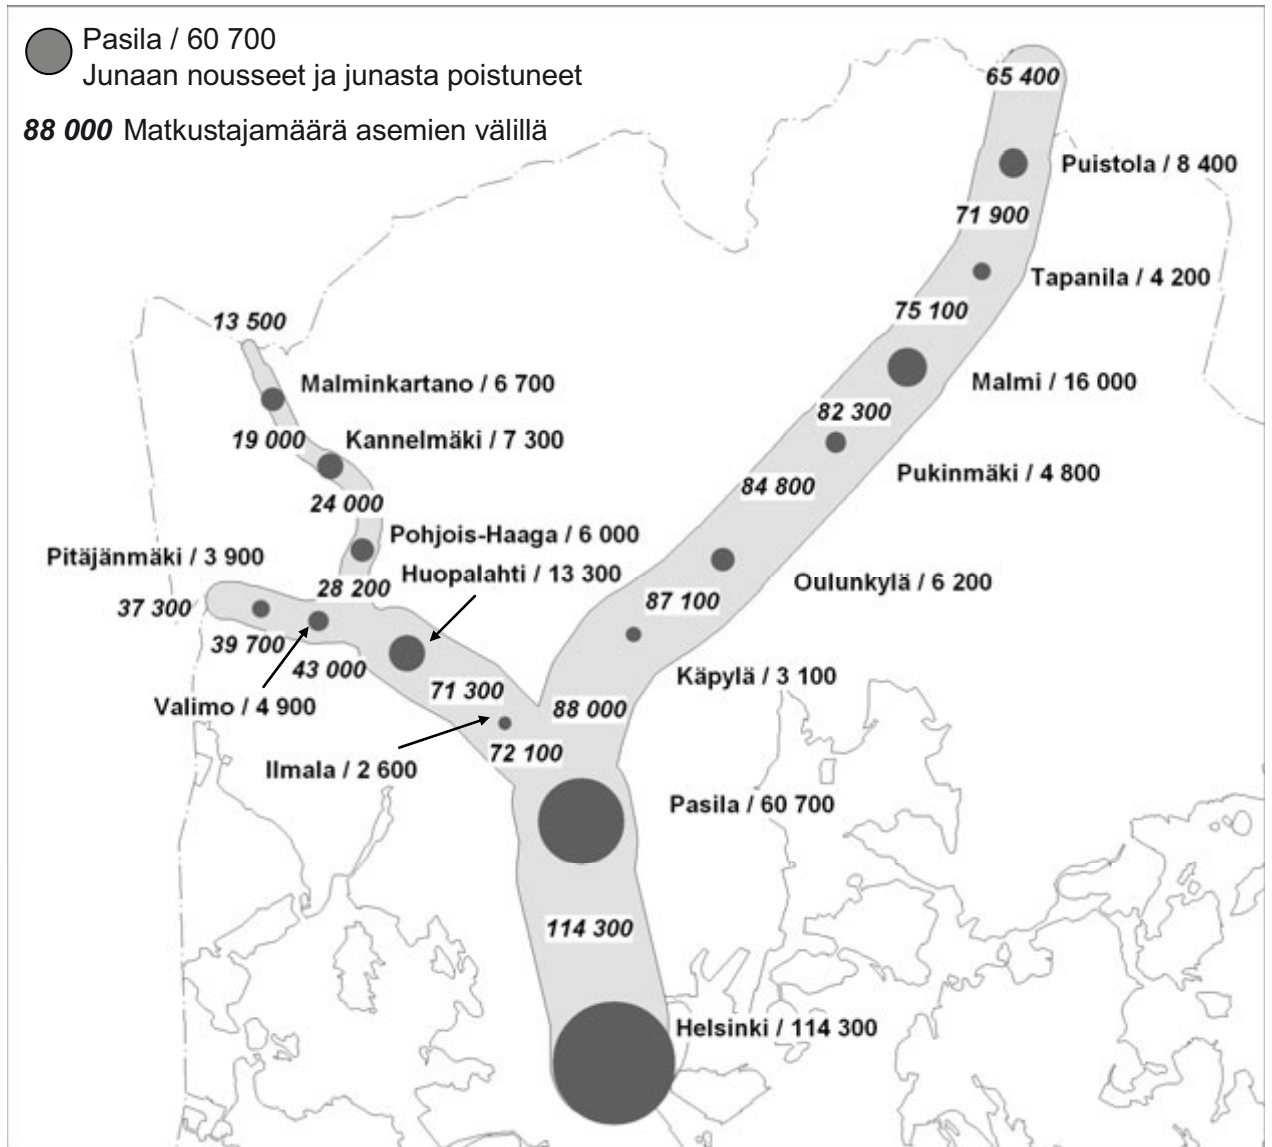 Pasila / 60 700
Junaan nousseet ja junasta poistuneet
88 000 Matkustajamäärä asemien välillä
65 400
Puistola / 8 400
71 900
Tapanila / 4 200
75 100
13 500
Malminkartano / 6 700
Malmi / 16 000
82 300
19 000
Kannelmäki / 7 300
Pukinmäki / 4 800
84 800
24 000
Pohjois-Haaga / 6 000
Pitäjänmäki / 3 900
Huopalahti / 13 300
Oulunkylä / 6 200
28 200
87 100
37 300
39 700
43 000
Käpylä / 3 100
71 300
Valimo / 4 900
88 000
72 100
Ilmala / 2 600
Pasila / 60 700
114 300
Helsinki / 114 300